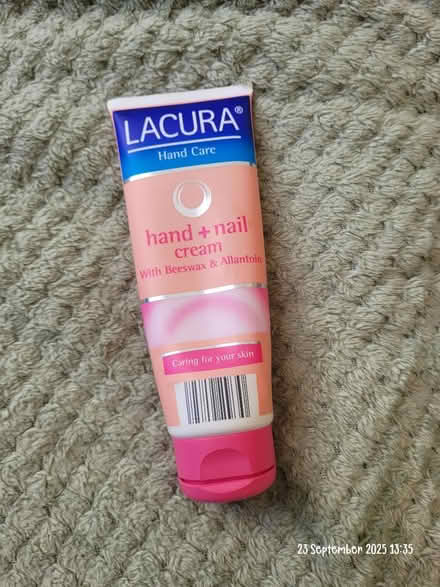 LACURA®
Hand Care
hand + nail
cream
With Beeswax & Allantoin
Caring for your skin
23 September 2025 13:35